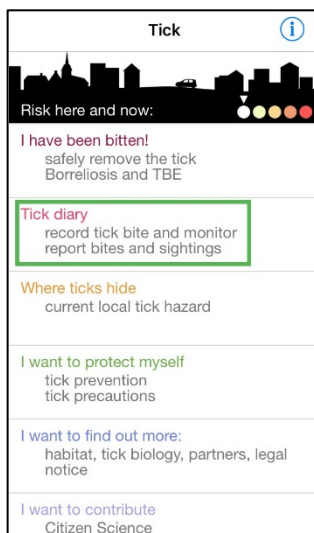 Tick
i
Risk here and now:
I have been bitten!
safely remove the tick
Borreliosis and TBE
Tick diary
record tick bite and monitor
report bites and sightings
Where ticks hide
current local tick hazard
I want to protect myself
tick prevention
tick precautions
I want to find out more:
habitat, tick biology, partners, legal
notice
I want to contribute
Citizen Science